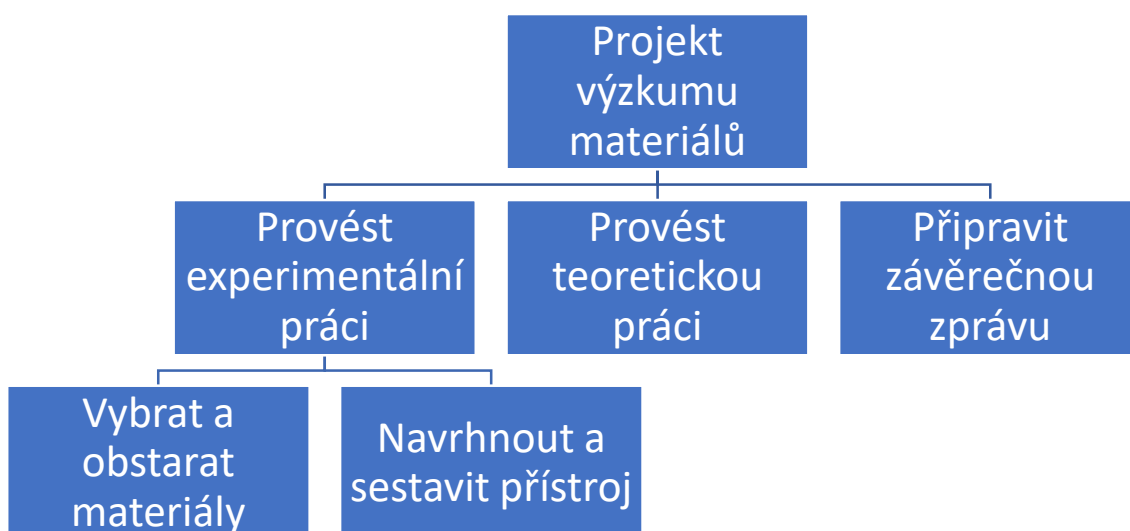 Projekt
výzkumu
materiálů
Provést
experimentální
práci
Provést
teoretickou
práci
Připravit
závěrečnou
zprávu
Vybrat a
obstarat
materiály
Navrhnout a
sestavit přístroj